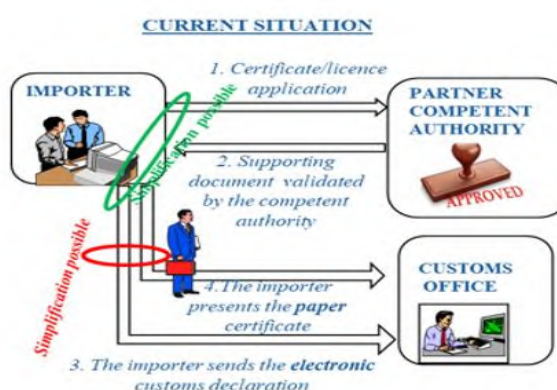 CURRENT SITUATION
IMPORTER
1. Certificate/licence
application
PARTNER
COMPETENT
AUTHORITY
APPROVED
Simplification possible
2. Supporting
document validated
by the competent
authority
Simplification possible
CUSTOMS
OFFICE
4.The importer
presents the paper
certificate
3. The importer sends the electronic
customs declaration